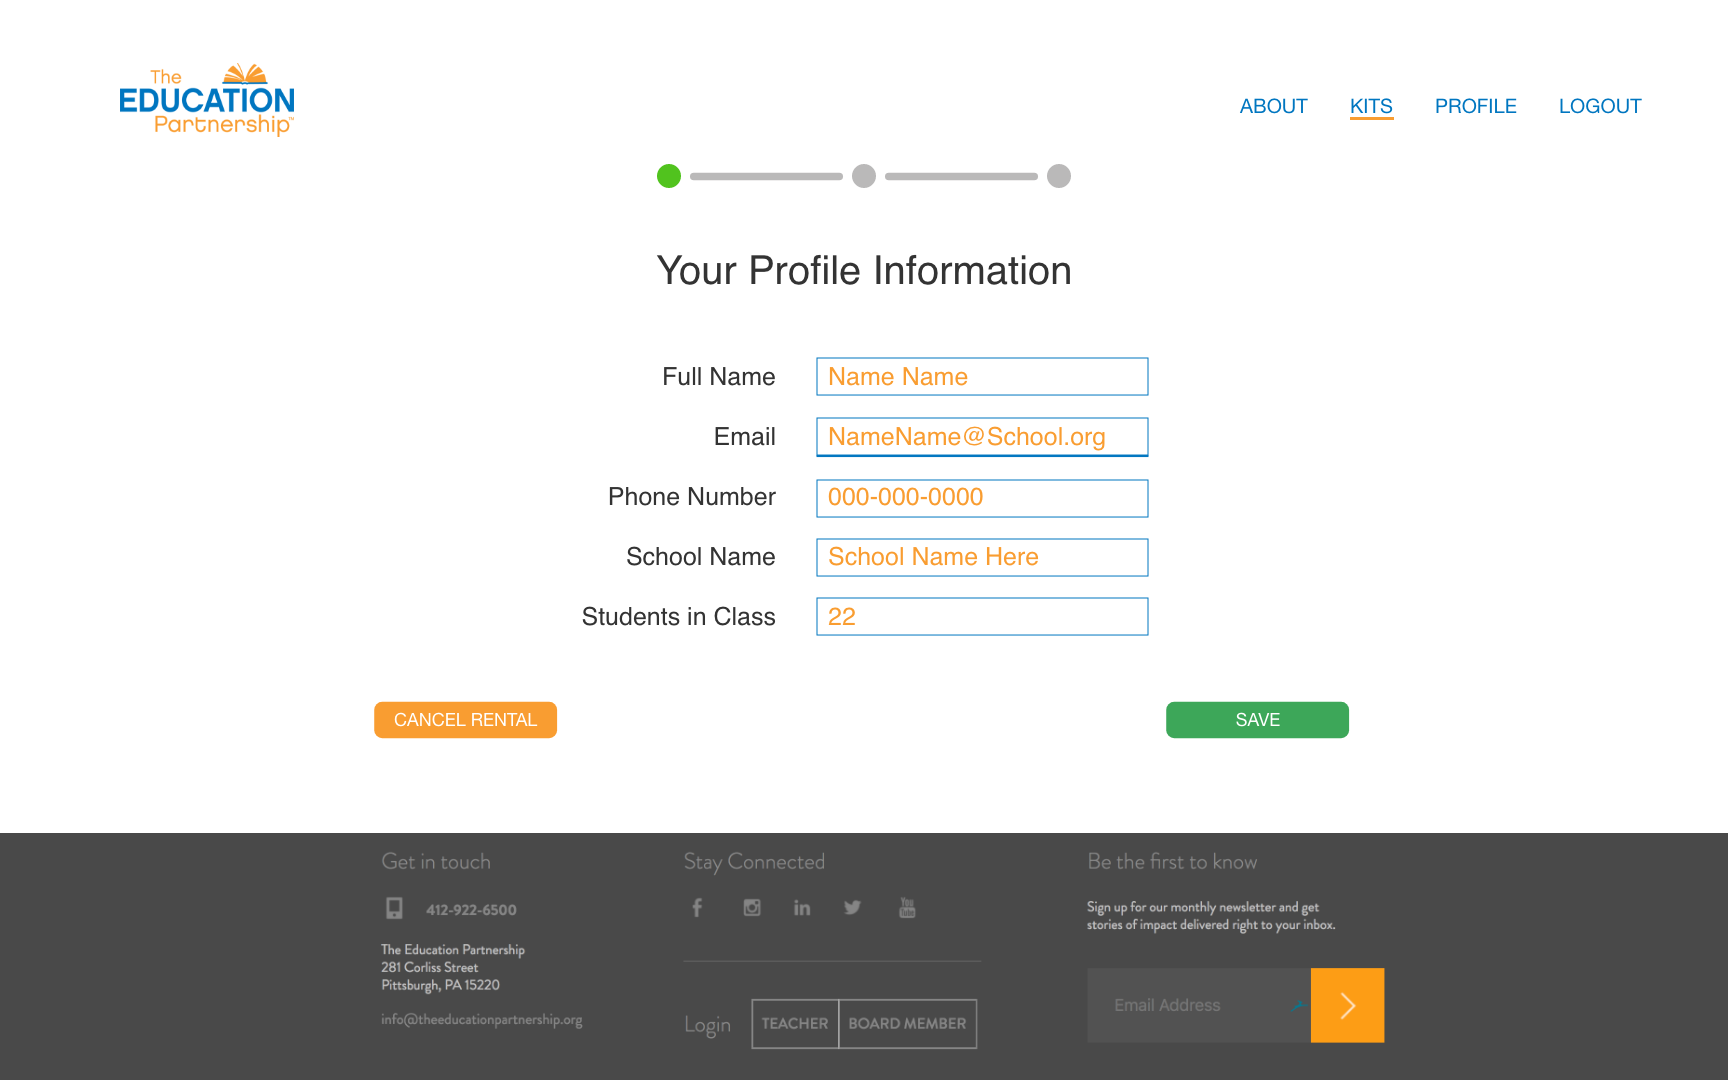 The
EDUCATION
Partnership™
ABOUT KITS PROFILE LOGOUT
Your Profile Information
Full Name Name Name
Email NameName@School.org
Phone Number 000-000-0000
School Name School Name Here
Students in Class 22
CANCEL RENTAL SAVE
Get in touch
412-922-6500
The Education Partnership
281 Corliss Street
Pittsburgh, PA 15220
info@theeducationpartnership.org
Stay Connected
f in You Tube
Login TEACHER BOARD MEMBER
Be the first to know
Sign up for our monthly newsletter and get
stories of impact delivered right to your inbox.
Email Address